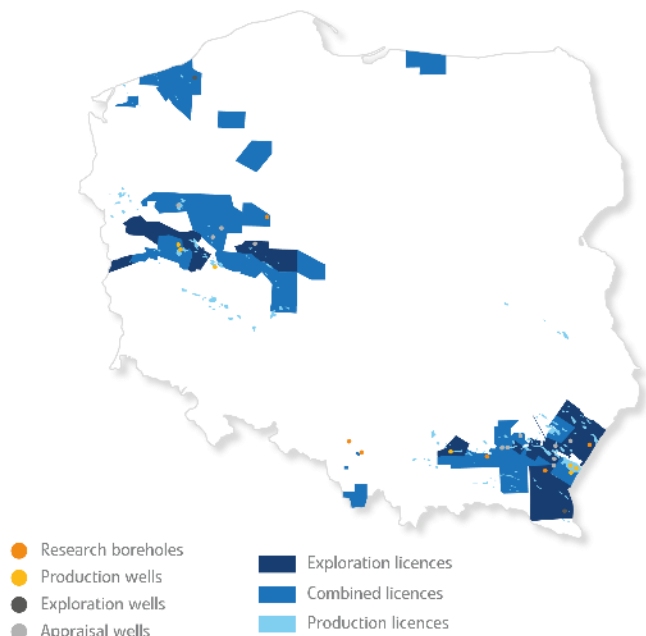 Research boreholes
Production wells
Exploration wells
Appraisal wells
Exploration licences
Combined licences
Production licences